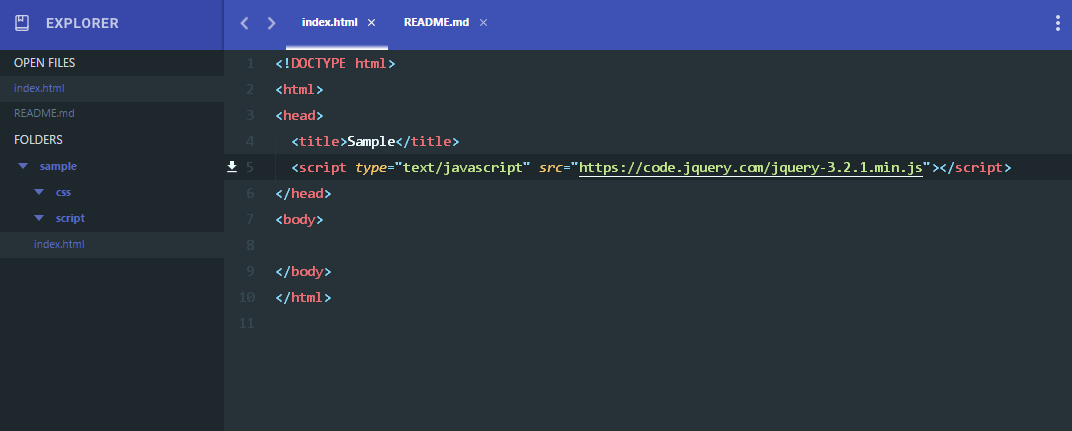 EXPLORER
index.html × README.md ×
OPEN FILES
index.html
README.md
FOLDERS
sample
css
script
index.html
1 <!DOCTYPE html>
2 <html>
3 <head>
4 <title>Sample</title>
5 <script type="text/javascript" src="https://code.jquery.com/jquery-3.2.1.min.js"></script>
6 </head>
7 <body>
8
9 </body>
10 </html>
11